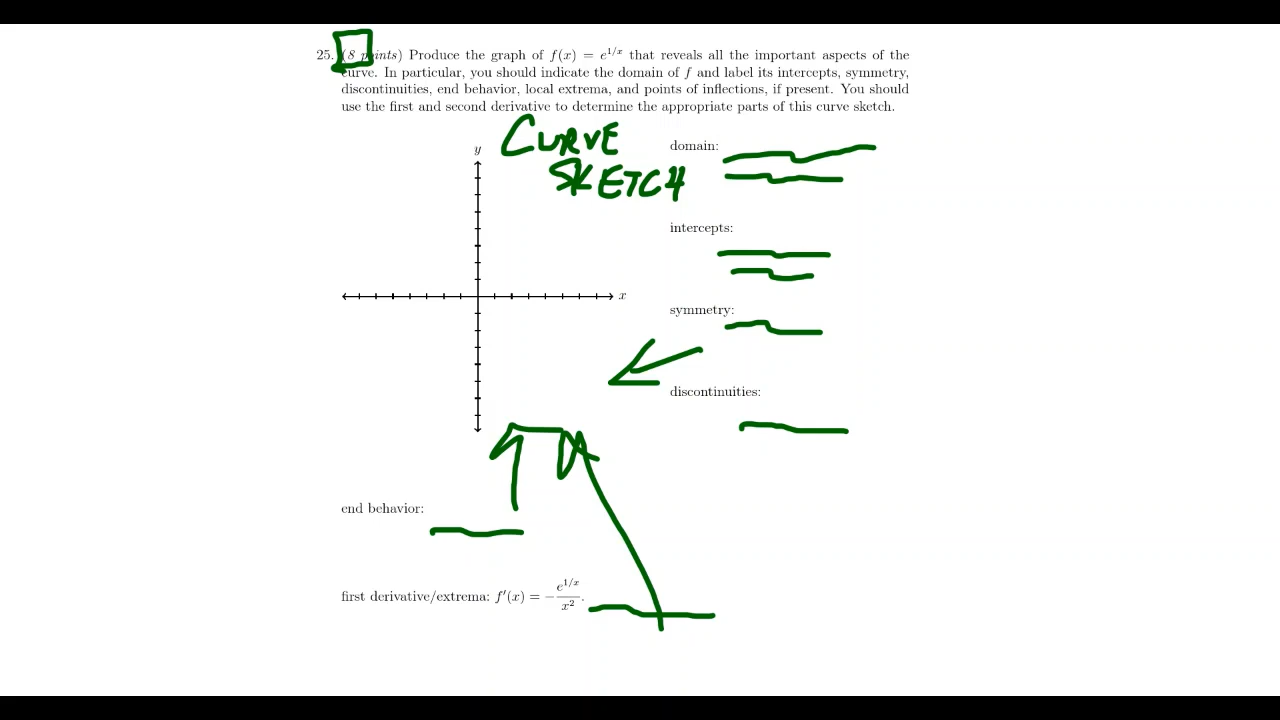 25. (8 points) Produce the graph of f(x) = e^{1/x} that reveals all the important aspects of the
curve. In particular, you should indicate the domain of f and label its intercepts, symmetry,
discontinuities, end behavior, local extrema, and points of inflections, if present. You should
use the first and second derivative to determine the appropriate parts of this curve sketch.
CURVE
SKETCH
y
x
domain:
intercepts:
symmetry:
discontinuities:
end behavior:
first derivative/extrema: f′(x) = −e^{1/x}/x².